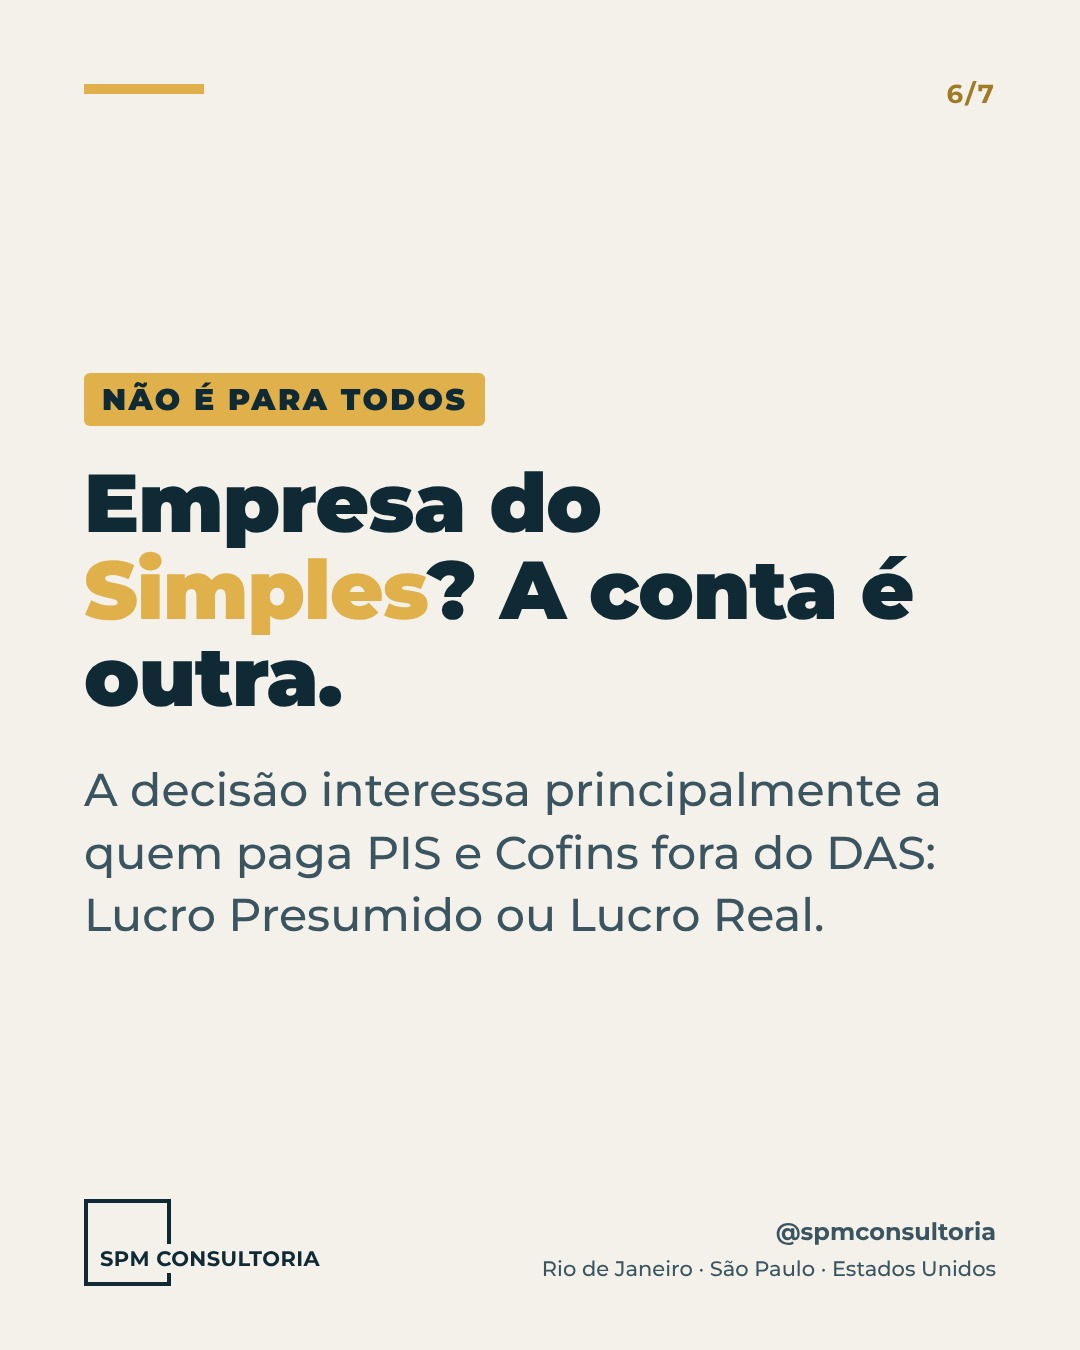 6/7
NÃO É PARA TODOS
Empresa do
Simples? A conta é
outra.
A decisão interessa principalmente a
quem paga PIS e Cofins fora do DAS:
Lucro Presumido ou Lucro Real.
SPM CONSULTORIA
@spmconsultoria
Rio de Janeiro · São Paulo · Estados Unidos